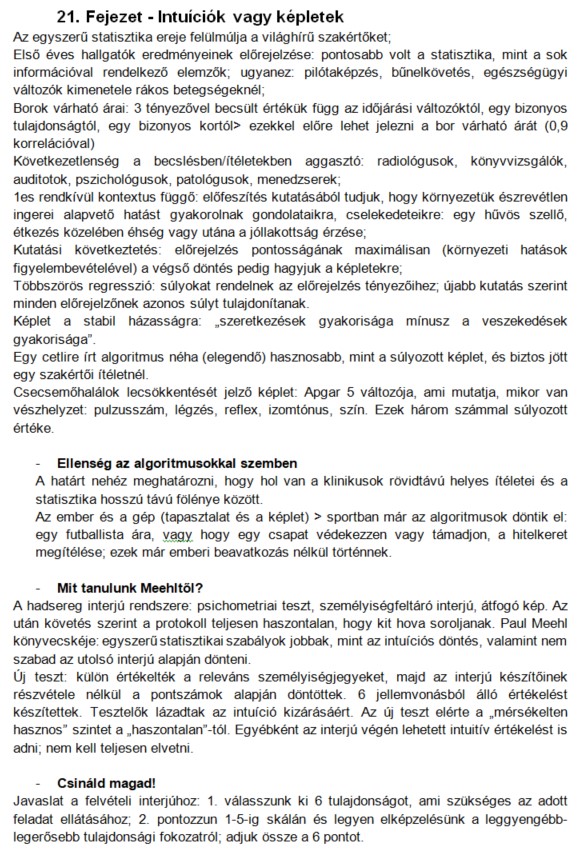 21. Fejezet - Intuíciók vagy képletek
Az egyszerű statisztika ereje felülmúlja a világhírű szakértőket;
Első éves hallgatók eredményeinek előrejelzése: pontosabb volt a statisztika, mint a sok
információval rendelkező elemzők; ugyanez: pilótaképzés, bűnelkövetés, egészségügyi
változók kimenetele rákos betegségeknél;
Borok várható árai: 3 tényezővel becsült értékük függ az időjárási változóktól, egy bizonyos
tulajdonságtól, egy bizonyos kortól> ezekkel előre lehet jelezni a bor várható árát (0,9
korrelációval)
Következetlenség a becslésben/ítéletekben aggasztó: radiológusok, könyvvizsgálók,
auditotok, pszichológusok, patológusok, menedzserek;
1es rendkívül kontextus függő: előfeszítés kutatásából tudjuk, hogy környezetük észrevétlen
ingerei alapvető hatást gyakorolnak gondolataikra, cselekedeteikre: egy hűvös szellő,
étkezés közelében éhség vagy utána a jóllakottság érzése;
Kutatási következtetés: előrejelzés pontosságának maximálisan (környezeti hatások
figyelembevételével) a végső döntés pedig hagyjuk a képletekre;
Többszörös regresszió: súlyokat rendelnek az előrejelzés tényezőihez; újabb kutatás szerint
minden előrejelzőnek azonos súlyt tulajdonítanak.
Képlet a stabil házasságra: „szeretkezések gyakorisága mínusz a veszekedések
gyakorisága”.
Egy cetlire írt algoritmus néha (elegendő) hasznosabb, mint a súlyozott képlet, és biztos jött
egy szakértői ítéletnél.
Csecsemőhalálok lecsökkentését jelző képlet: Apgar 5 változója, ami mutatja, mikor van
vészhelyzet: pulzusszám, légzés, reflex, izomtónus, szín. Ezek három számmal súlyozott
értéke.
- Ellenség az algoritmusokkal szemben
A határt nehéz meghatározni, hogy hol van a klinikusok rövidtávú helyes ítéletei és a
statisztika hosszú távú fölénye között.
Az ember és a gép (tapasztalat és a képlet) > sportban már az algoritmusok döntik el:
egy futballista ára, vagy hogy egy csapat védekezzen vagy támadjon, a hitelkeret
megítélése; ezek már emberi beavatkozás nélkül történnek.
- Mit tanulunk Meehltől?
A hadsereg interjú rendszere: psichometriai teszt, személyiségfeltáró interjú, átfogó kép. Az
után követés szerint a protokoll teljesen haszontalan, hogy kit hova soroljanak. Paul Meehl
könyvecskéje: egyszerű statisztikai szabályok jobbak, mint az intuíciós döntés, valamint nem
szabad az utolsó interjú alapján dönteni.
Új teszt: külön értékelték a releváns személyiségjegyeket, majd az interjú készítőinek
részvétele nélkül a pontszámok alapján döntöttek. 6 jellemvonásból álló értékelést
készítettek. Tesztelők lázadtak az intuíció kizárásáért. Az új teszt elérte a „mérsékelten
hasznos” szintet a „haszontalan”-tól. Egyébként az interjú végén lehetett intuitív értékelést is
adni; nem kell teljesen elvetni.
- Csináld magad!
Javaslat a felvételi interjúhoz: 1. válasszunk ki 6 tulajdonságot, ami szükséges az adott
feladat ellátásához; 2. pontozzun 1-5-ig skálán és legyen elképzelésünk a leggyengébb-
legerősebb tulajdonsági fokozatról; adjuk össze a 6 pontot.